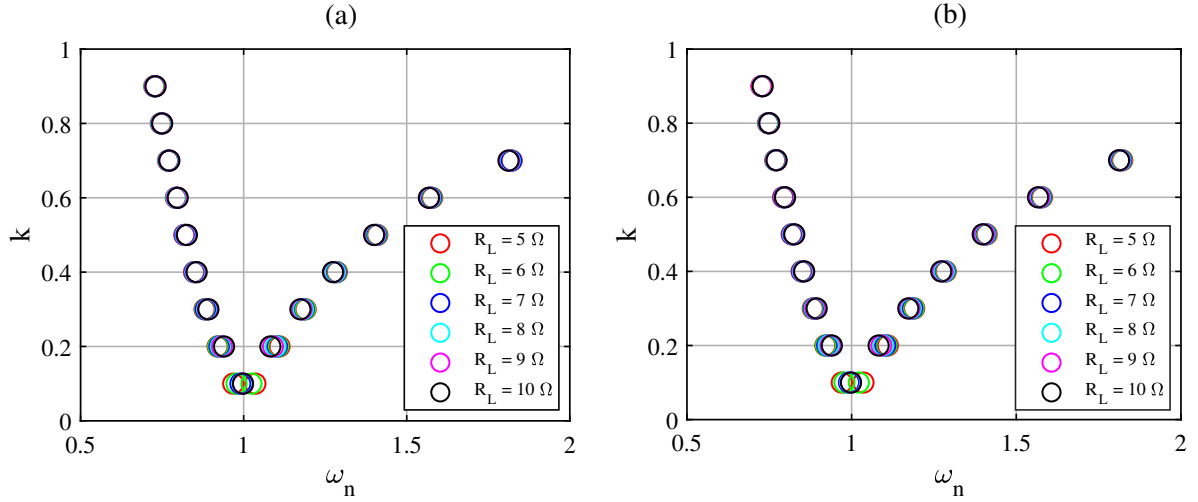 (a)
1
0.8
0.6
0.4
0.2
0
k
0.5
1
1.5
2
ω_n
R_L = 5 Ω
R_L = 6 Ω
R_L = 7 Ω
R_L = 8 Ω
R_L = 9 Ω
R_L = 10 Ω
(b)
1
0.8
0.6
0.4
0.2
0
k
0.5
1
1.5
2
ω_n
R_L = 5 Ω
R_L = 6 Ω
R_L = 7 Ω
R_L = 8 Ω
R_L = 9 Ω
R_L = 10 Ω